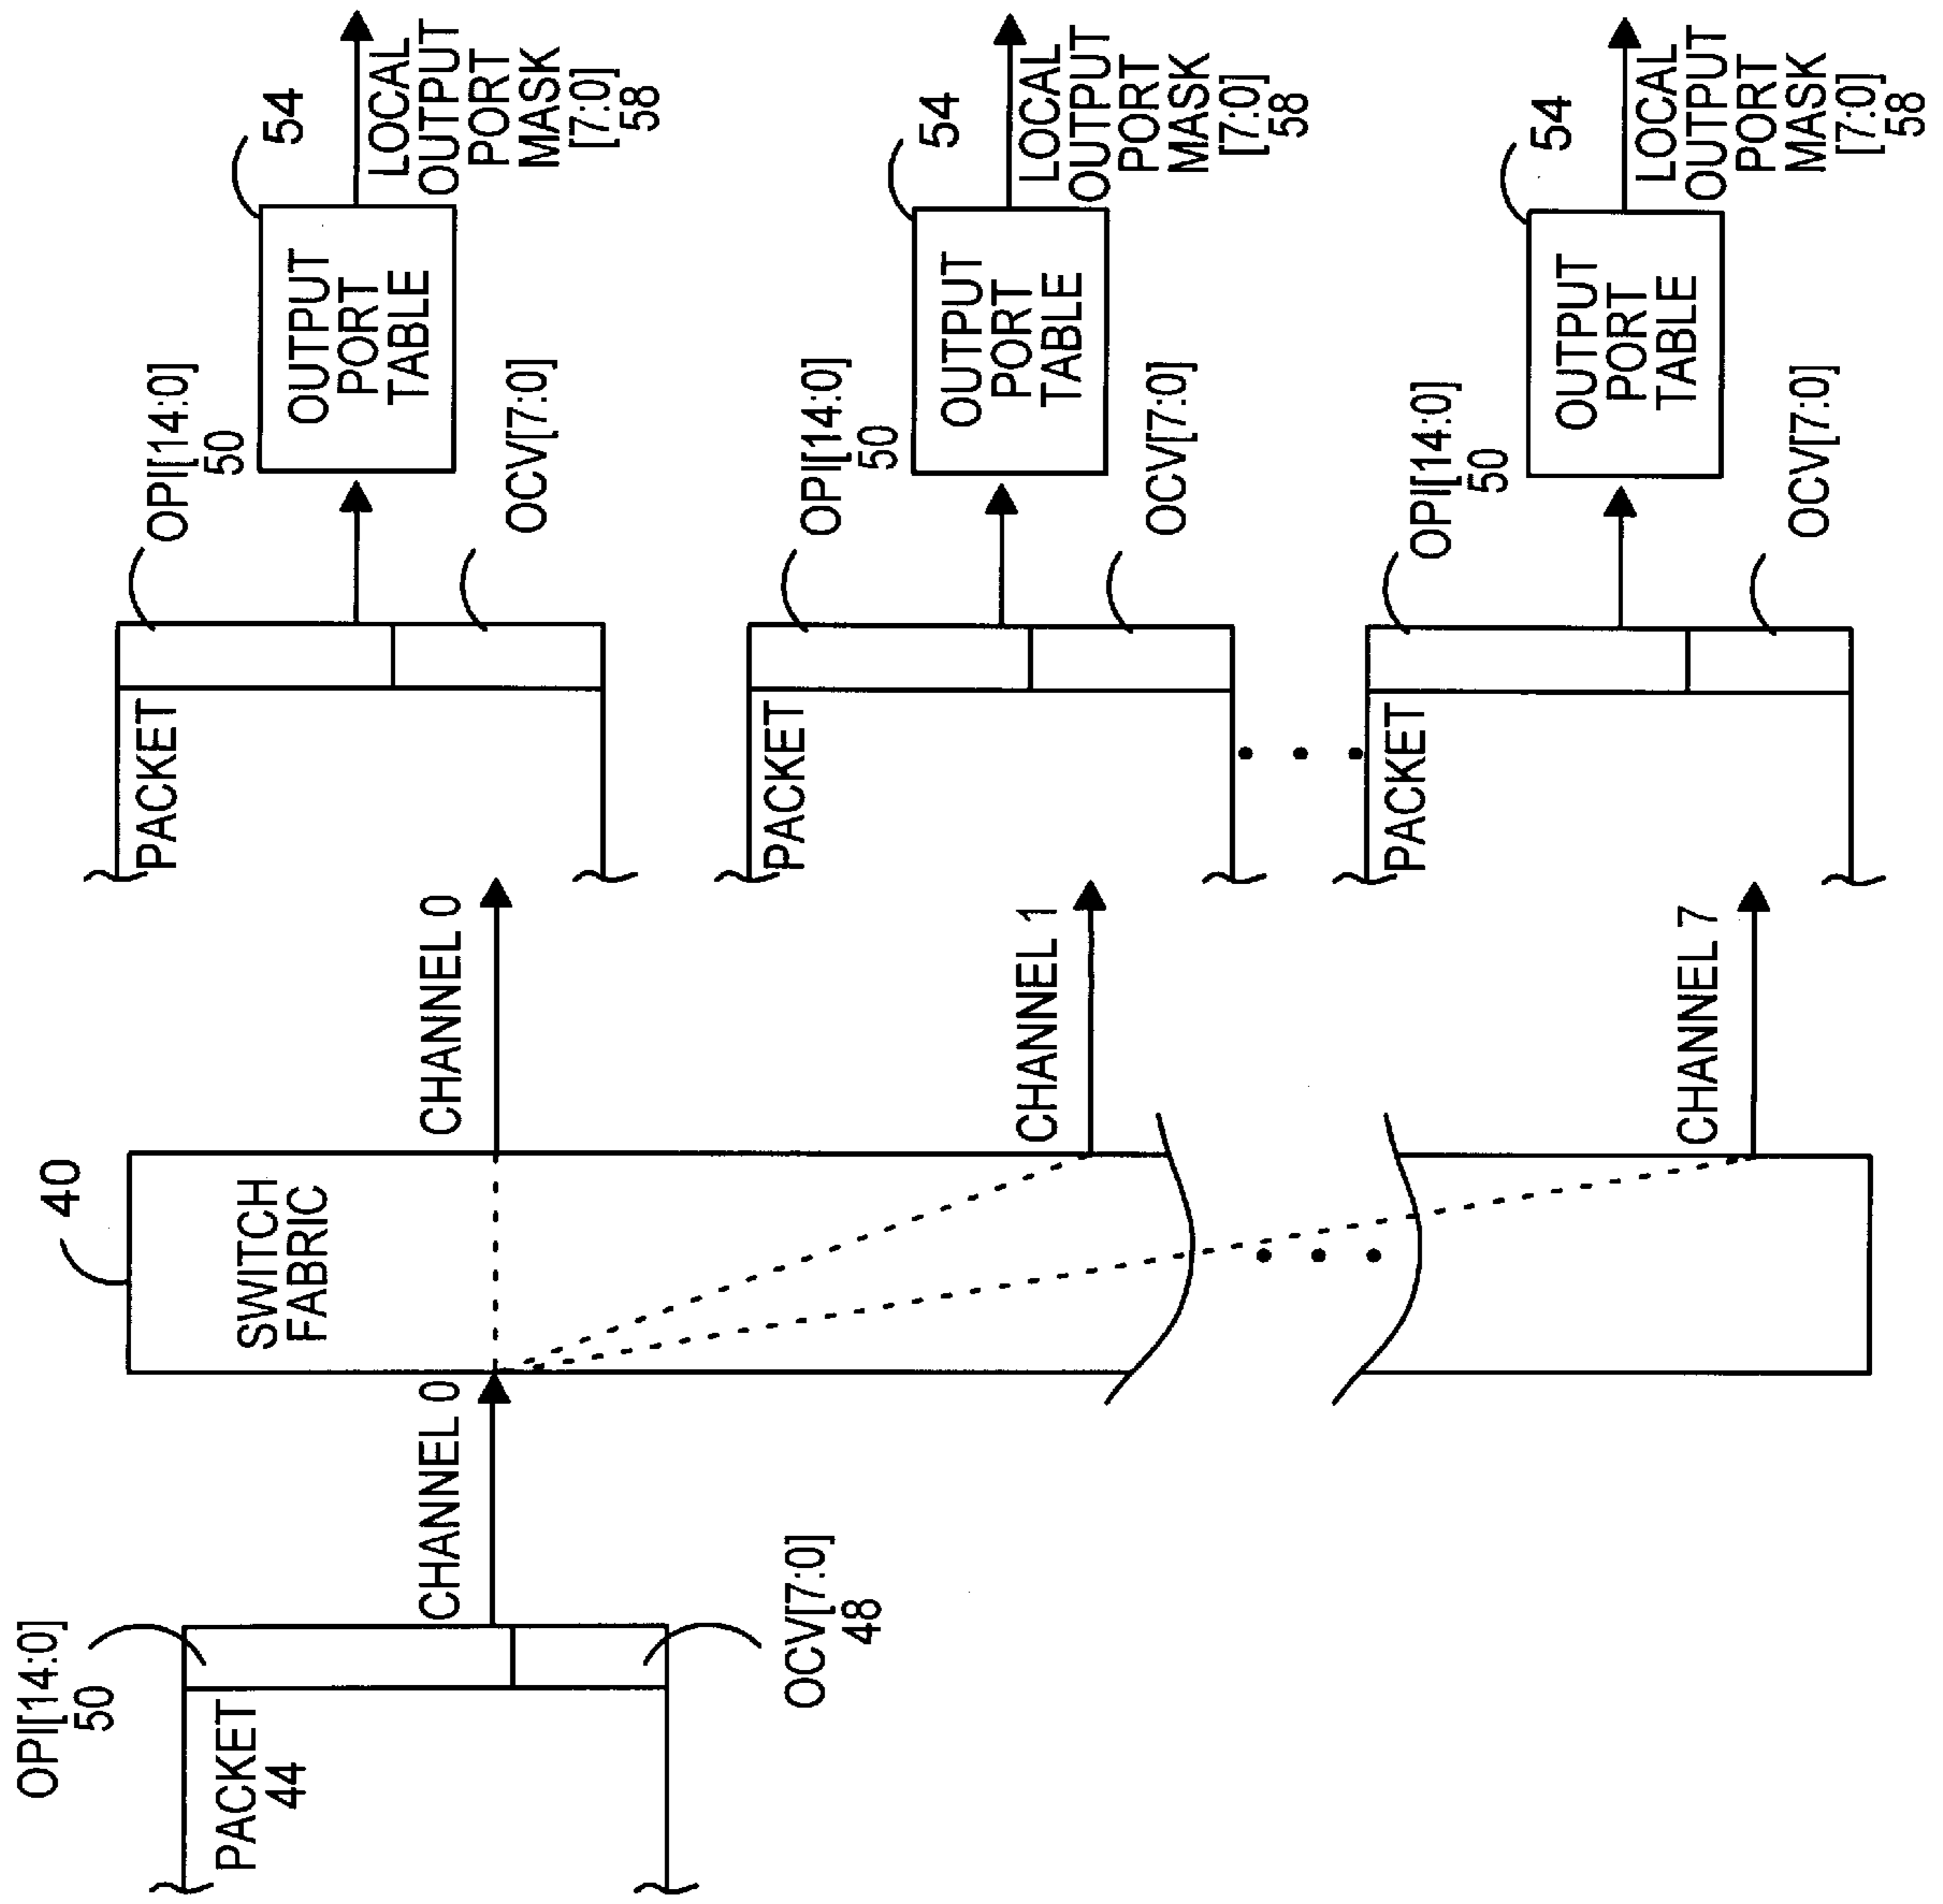 OPI[14:0]
50
PACKET
44
OCV[7:0]
48
CHANNEL 0
40
SWITCH
FABRIC
CHANNEL 0
CHANNEL 1
CHANNEL 7
PACKET
OPI[14:0]
50
OCV[7:0]
OUTPUT
PORT
TABLE
54
LOCAL
OUTPUT
PORT
MASK
[7:0]
58
PACKET
OPI[14:0]
50
OCV[7:0]
OUTPUT
PORT
TABLE
54
LOCAL
OUTPUT
PORT
MASK
[7:0]
58
PACKET
OPI[14:0]
50
OCV[7:0]
OUTPUT
PORT
TABLE
54
LOCAL
OUTPUT
PORT
MASK
[7:0]
58